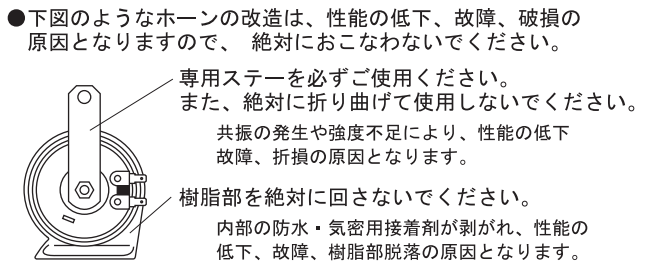 ●下図のようなホーンの改造は、性能の低下、故障、破損の
原因となりますので、 絶対におこなわないでください。
専用ステーを必ずご使用ください。
また、絶対に折り曲げて使用しないでください。
共振の発生や強度不足により、性能の低下
故障、折損の原因となります。
樹脂部を絶対に回さないでください。
内部の防水・気密用接着剤が剥がれ、性能の
低下、故障、樹脂部脱落の原因となります。